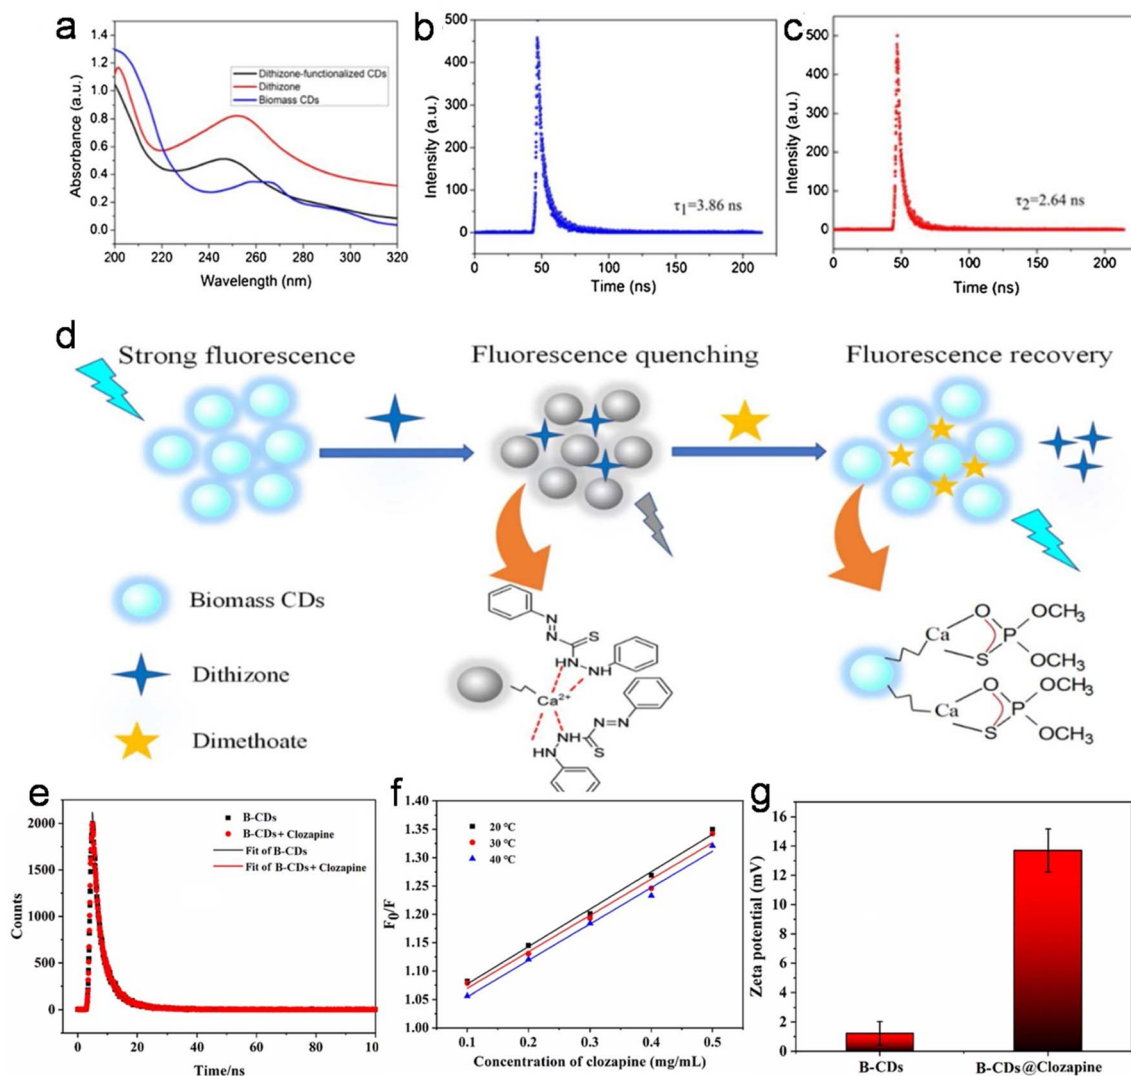 a
Absorbance (a.u.)
1.4
1.2
1.0
0.8
0.6
0.4
0.2
0.0
Dithizone-functionalized CDs
Dithizone
Biomass CDs
200 220 240 260 280 300 320
Wavelength (nm)
b
Intensity (a.u.)
500
400
300
200
100
0
τ1=3.86 ns
0 50 100 150 200
Time (ns)
c
Intensity (a.u.)
500
400
300
200
100
0
τ2=2.64 ns
0 50 100 150 200
Time (ns)
d
Strong fluorescence
Fluorescence quenching
Fluorescence recovery
Biomass CDs
Dithizone
Dimethoate
N
N
S
HN
NH
Ca2+
N=N
NH
HN
S
Ca
O
S
P
OCH3
OCH3
Ca
O
S
P
OCH3
OCH3
e
Counts
2000
1500
1000
500
0
B-CDs
B-CDs+Clozapine
Fit of B-CDs
Fit of B-CDs+Clozapine
0 20 40 60 80 10
Time/ns
f
F0/F
1.40
1.35
1.30
1.25
1.20
1.15
1.10
1.05
1.00
20 °C
30 °C
40 °C
0.1 0.2 0.3 0.4 0.5
Concentration of clozapine (mg/mL)
g
Zeta potential (mV)
16
14
12
10
8
6
4
2
0
B-CDs
B-CDs@Clozapine